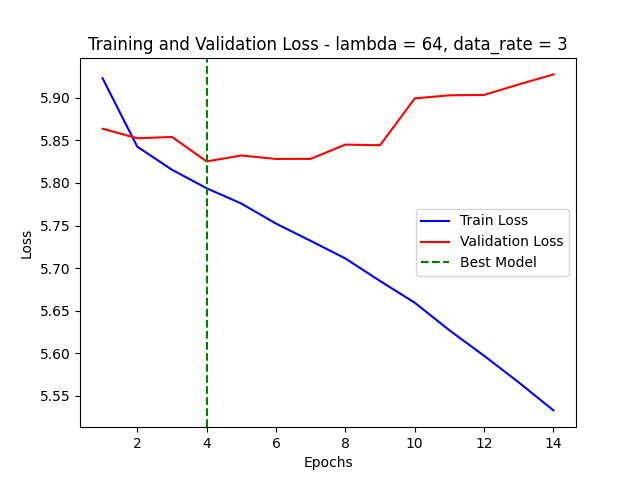 Training and Validation Loss - lambda = 64, data_rate = 3
Loss
5.90
5.85
5.80
5.75
5.70
5.65
5.60
5.55
Train Loss
Validation Loss
Best Model
2 4 6 8 10 12 14
Epochs